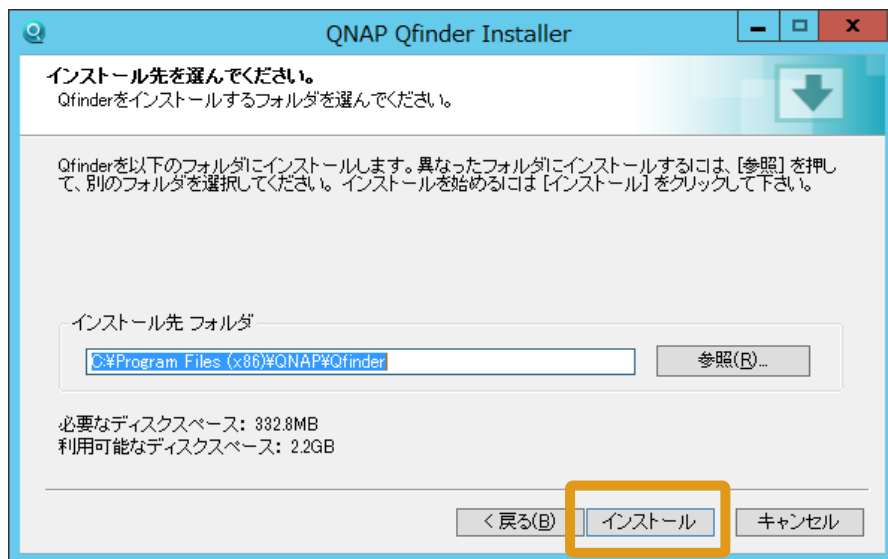 QNAP Qfinder Installer
インストール先を選んでください。
Qfinderをインストールするフォルダを選んでください。
Qfinderを以下のフォルダにインストールします。異なったフォルダにインストールするには、[参照] を押し
て、別のフォルダを選択してください。インストールを始めるには [インストール] をクリックして下さい。
インストール先 フォルダ
C:¥Program Files (x86)¥QNAP¥Qfinder
参照(R)...
必要なディスクスペース: 332.8MB
利用可能なディスクスペース: 2.2GB
< 戻る(B)
インストール
キャンセル